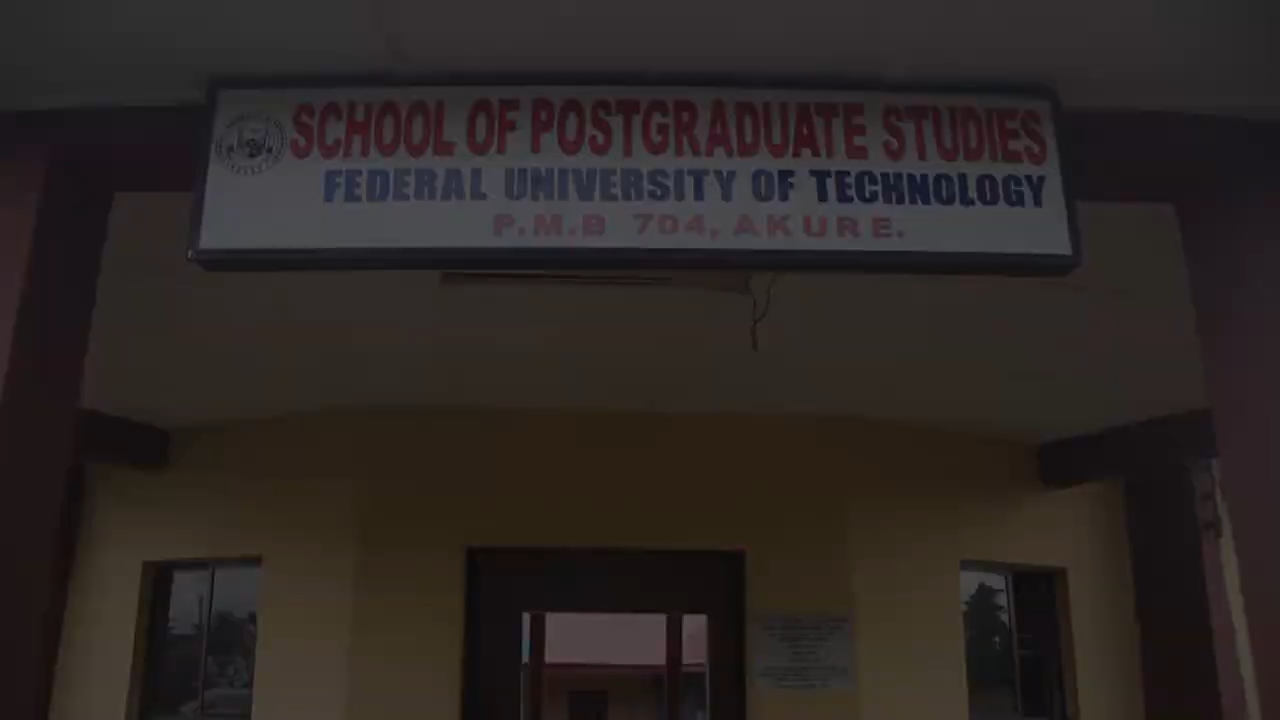 SCHOOL OF POSTGRADUATE STUDIES
FEDERAL UNIVERSITY OF TECHNOLOGY
P.M.B 704, AKURE.